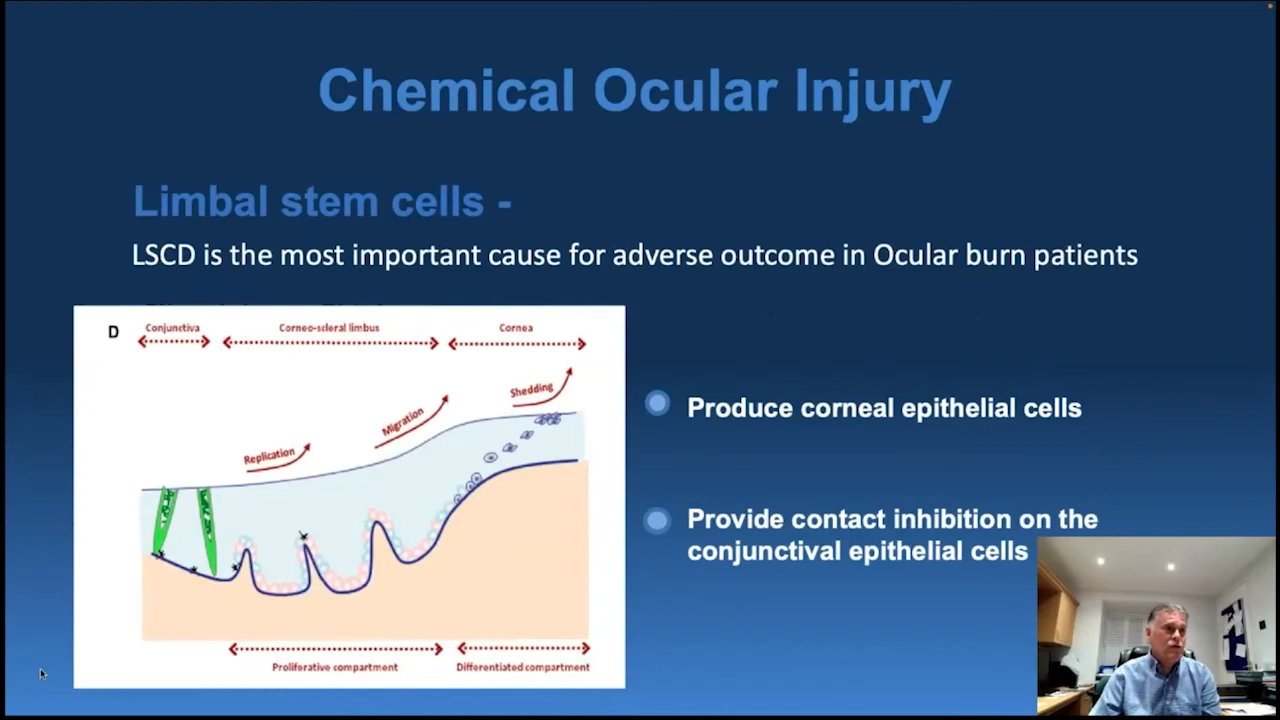 Chemical Ocular Injury
Limbal stem cells -
LSCD is the most important cause for adverse outcome in Ocular burn patients
D
Conjunctiva
Corneo-scleral limbus
Cornea
Shedding
Migration
Replication
Proliferative compartment
Differentiated compartment
Produce corneal epithelial cells
Provide contact inhibition on the
conjunctival epithelial cells